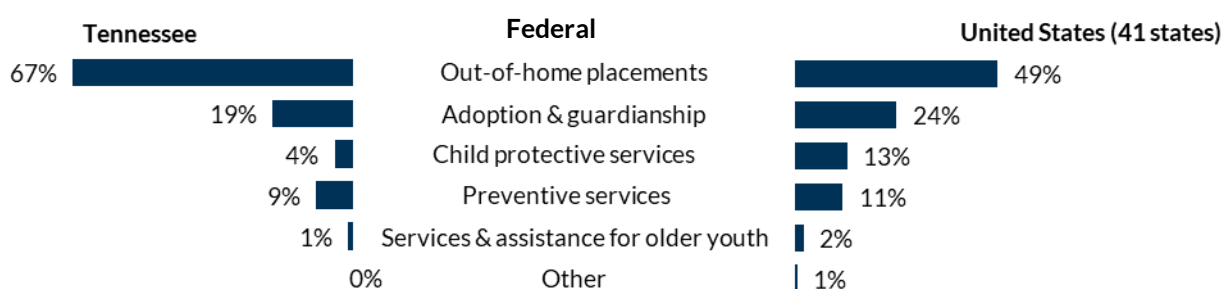 Tennessee Federal United States (41 states)
67% Out-of-home placements 49%
19% Adoption & guardianship 24%
4% Child protective services 13%
9% Preventive services 11%
1% Services & assistance for older youth 2%
0% Other 1%